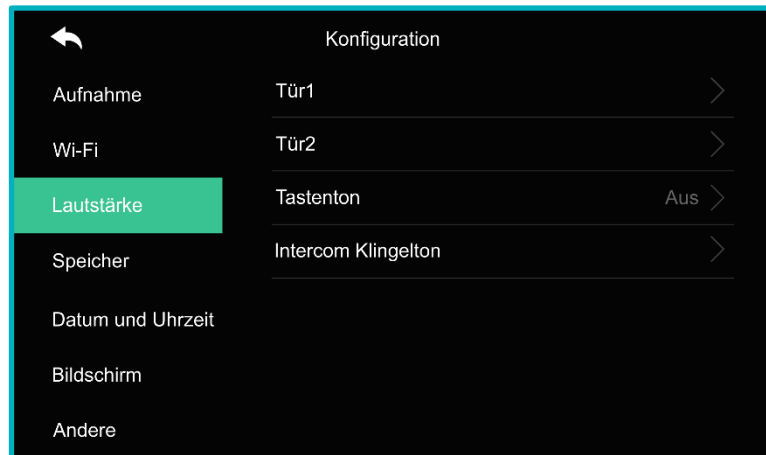 Konfiguration
Aufnahme
Wi-Fi
Lautstärke
Speicher
Datum und Uhrzeit
Bildschirm
Andere
Tür1
Tür2
Tastenton Aus
Intercom Klingelton